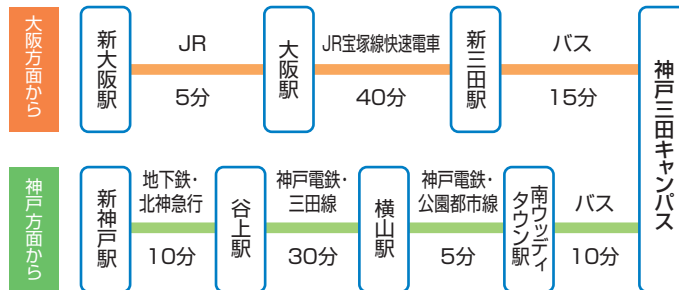 大阪方面から
新大阪駅
JR
5分
大阪駅
JR宝塚線快速電車
40分
新三田駅
バス
15分
神戸三田キャンパス
神戸方面から
新神戸駅
地下鉄・
北神急行
10分
谷上駅
神戸電鉄・
三田線
30分
横山駅
神戸電鉄・
公園都市線
5分
南ウッディ
タウン駅
バス
10分